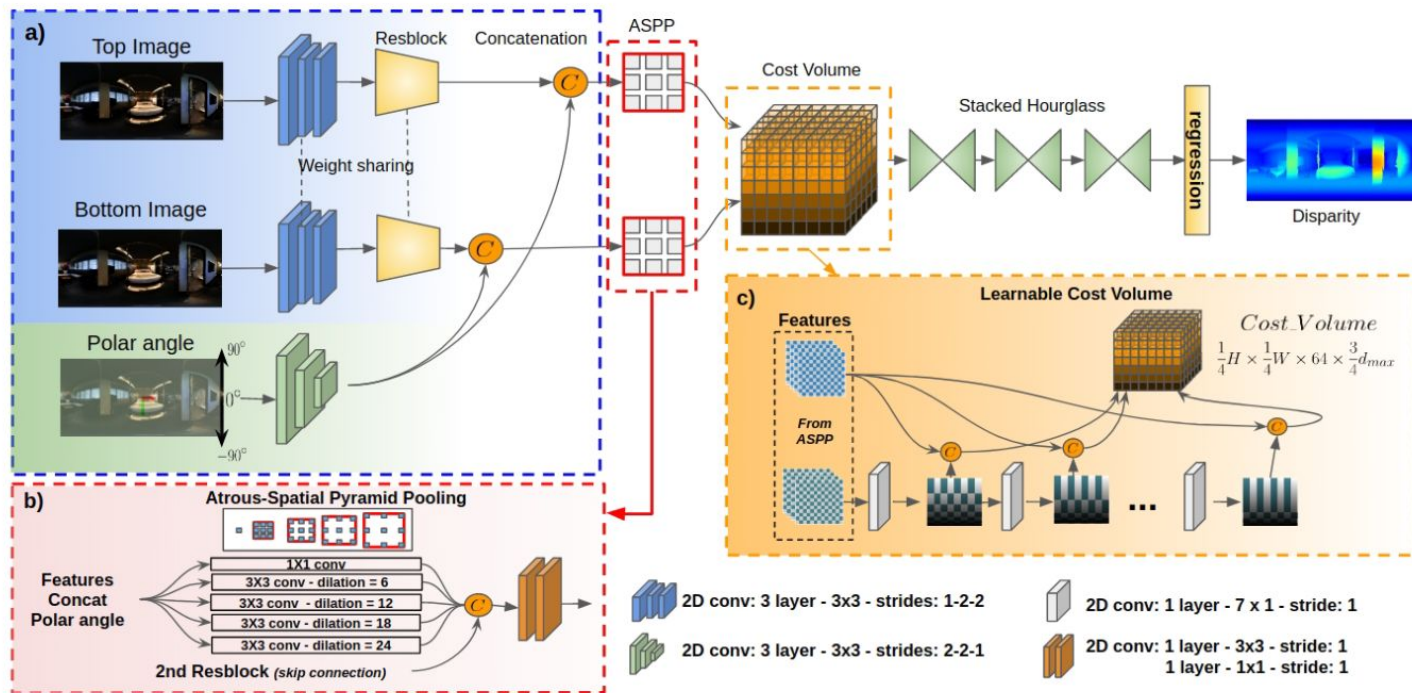 a)
Top Image
Resblock
Concatenation
C
Weight sharing
Bottom Image
C
Polar angle
90°
0°
−90°
ASPP
Cost Volume
Stacked Hourglass
regression
Disparity
b)
Atrous-Spatial Pyramid Pooling
Features
Concat
Polar angle
1X1 conv
3X3 conv - dilation = 6
3X3 conv - dilation = 12
3X3 conv - dilation = 18
3X3 conv - dilation = 24
C
2nd Resblock (skip connection)
c)
Learnable Cost Volume
Features
From
ASPP
C
C
C
...
Cost_Volume
1/4 H × 1/4 W × 64 × 3/4 d_max
2D conv: 3 layer - 3x3 - strides: 1-2-2
2D conv: 3 layer - 3x3 - strides: 2-2-1
2D conv: 1 layer - 7 x 1 - stride: 1
2D conv: 1 layer - 3x3 - stride: 1
1 layer - 1x1 - stride: 1